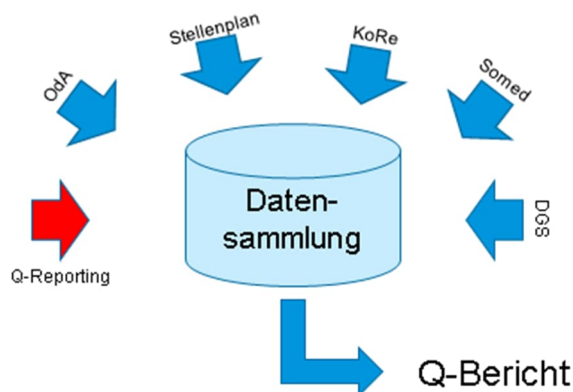 Stellenplan
KoRe
OdA
Somed
Daten-
sammlung
DGS
Q-Reporting
Q-Bericht